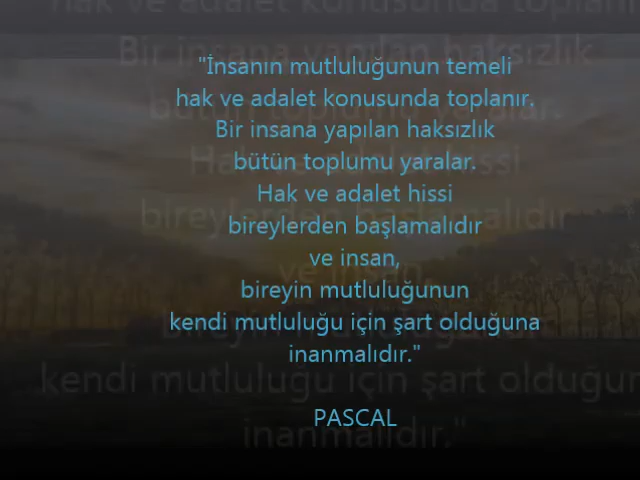 "İnsanın mutluluğunun temeli
hak ve adalet konusunda toplanır.
Bir insana yapılan haksızlık
bütün toplumu yaralar.
Hak ve adalet hissi
bireylerden başlamalıdır
ve insan,
bireyin mutluluğunun
kendi mutluluğu için şart olduğuna
inanmalıdır."
PASCAL